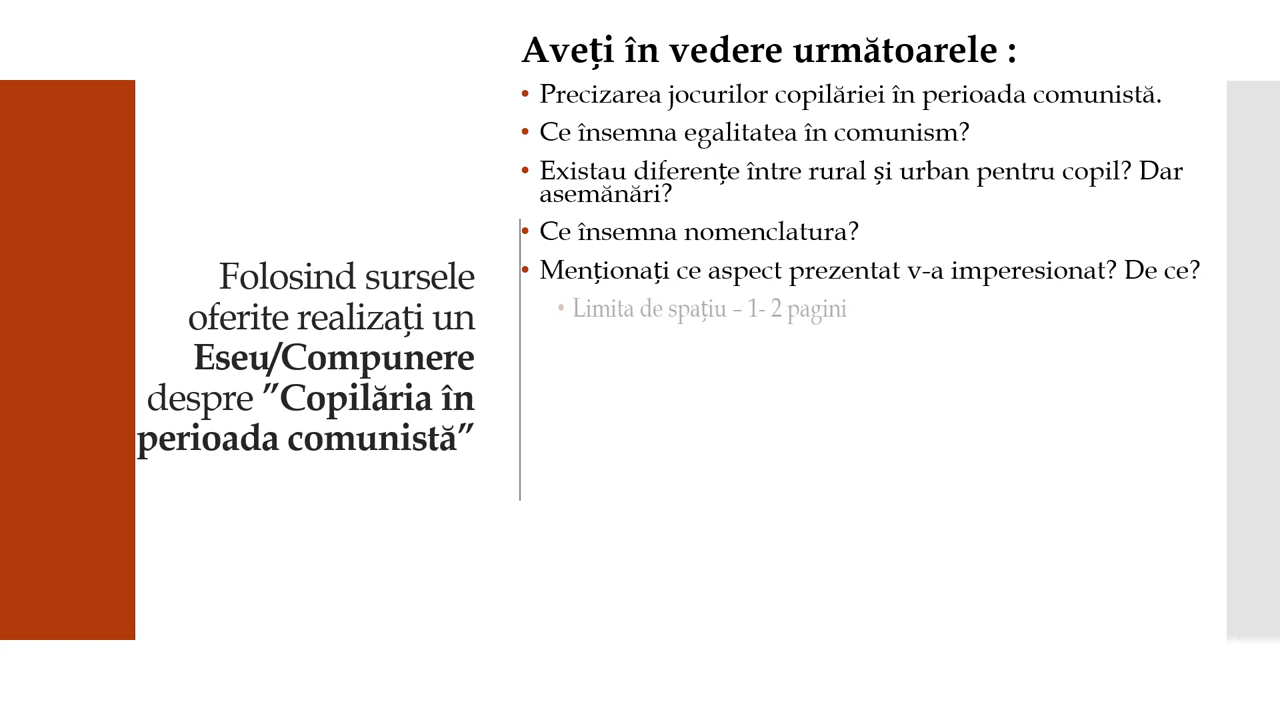 Folosind sursele
oferite realizați un
Eseu/Compunere
despre ”Copilăria în
perioada comunistă”
Aveți în vedere următoarele :
• Precizarea jocurilor copilăriei în perioada comunistă.
• Ce însemna egalitatea în comunism?
• Existau diferențe între rural și urban pentru copil? Dar
asemănări?
• Ce însemna nomenclatura?
• Menționați ce aspect prezentat v-a imperesionat? De ce?
• Limita de spațiu – 1- 2 pagini